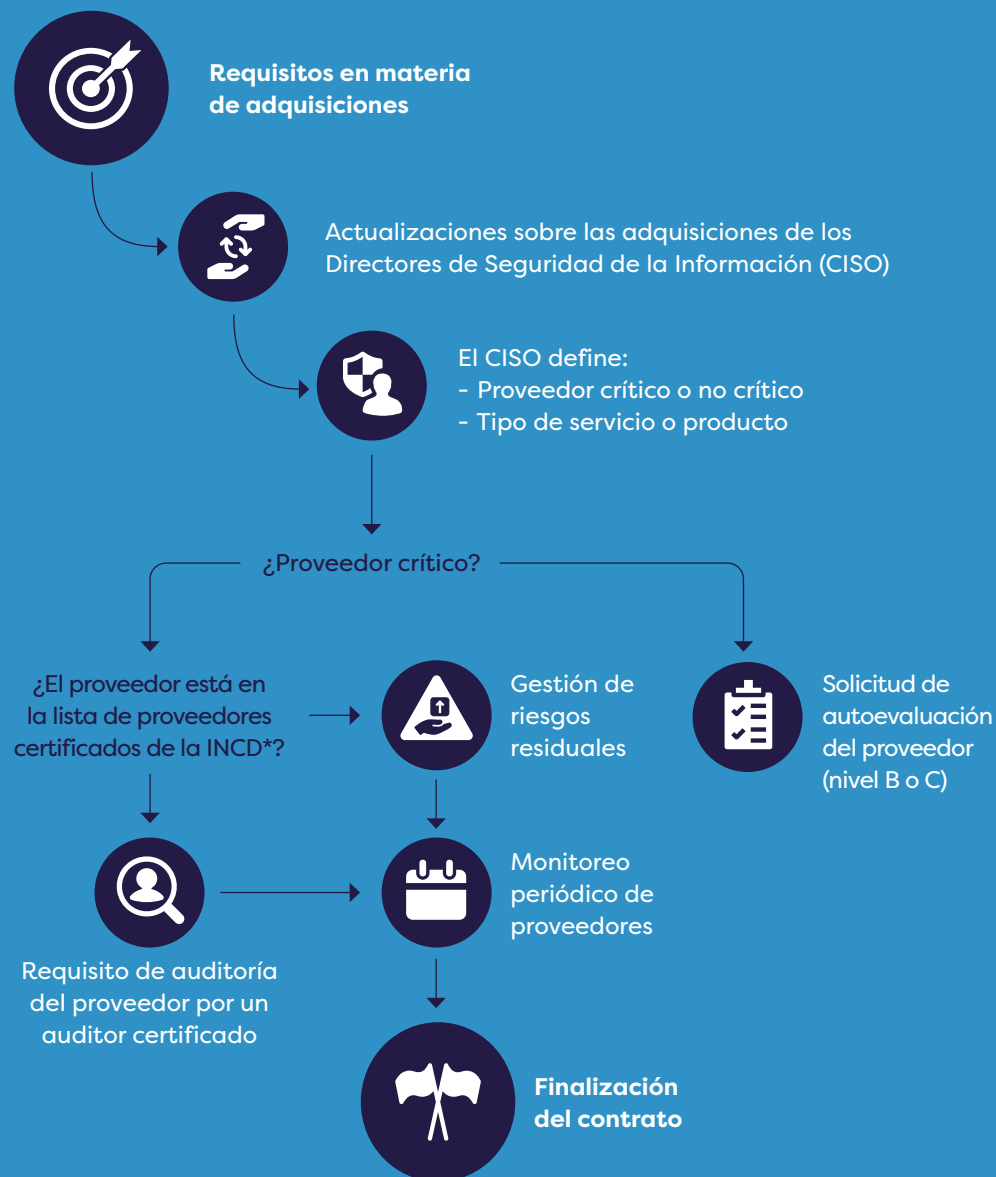 Requisitos en materia
de adquisiciones
Actualizaciones sobre las adquisiciones de los
Directores de Seguridad de la Información (CISO)
El CISO define:
- Proveedor crítico o no crítico
- Tipo de servicio o producto
¿Proveedor crítico?
¿El proveedor está en
la lista de proveedores
certificados de la INCD*?
Gestión de
riesgos
residuales
Solicitud de
autoevaluación
del proveedor
(nivel B o C)
Requisito de auditoría
del proveedor por un
auditor certificado
Monitoreo
periódico de
proveedores
Finalización
del contrato